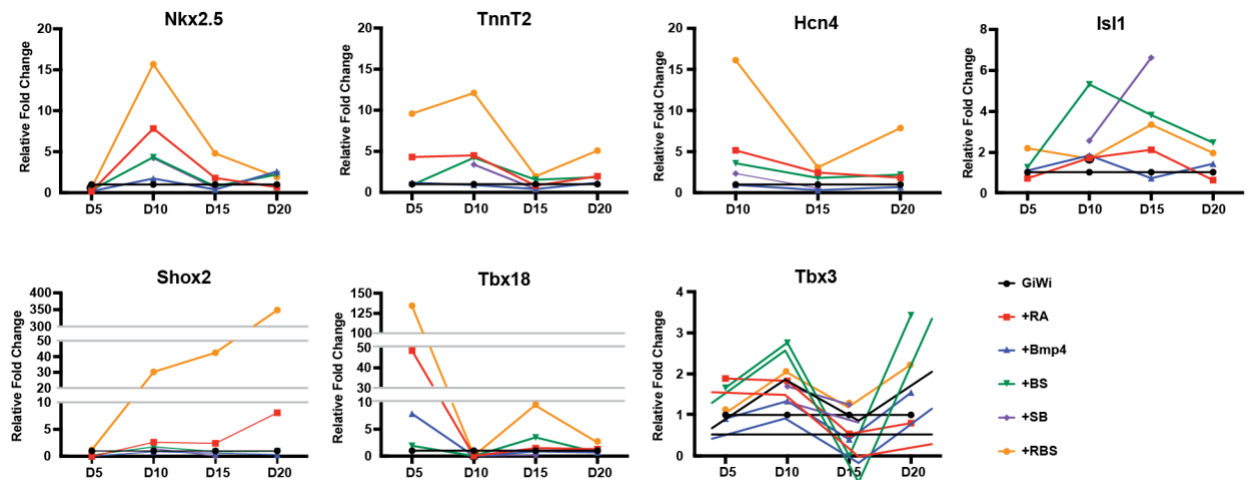 Nkx2.5
Relative Fold Change
20
15
10
5
0
D5 D10 D15 D20
TnnT2
Relative Fold Change
20
15
10
5
0
D5 D10 D15 D20
Hcn4
Relative Fold Change
20
15
10
5
0
D10 D15 D20
Isl1
Relative Fold Change
8
6
4
2
0
D5 D10 D15 D20
Shox2
Relative Fold Change
400
350
300
50
40
30
20
10
5
0
D5 D10 D15 D20
Tbx18
Relative Fold Change
150
125
100
50
40
30
10
5
0
D5 D10 D15 D20
Tbx3
Relative Fold Change
4
3
2
1
0
D5 D10 D15 D20
GiWi
+RA
+Bmp4
+BS
+SB
+RBS